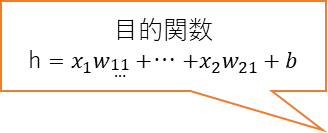 目的関数
h = x₁w₁₁ +⋯ +x₂w₂₁ + b
...